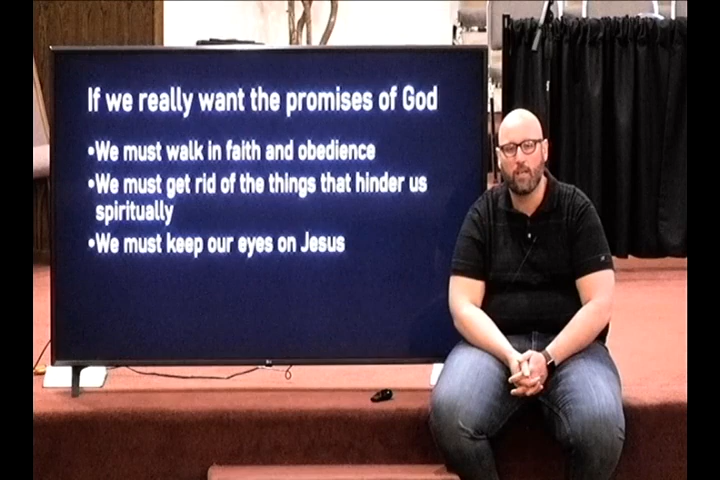 If we really want the promises of God
•We must walk in faith and obedience
•We must get rid of the things that hinder us
spiritually
•We must keep our eyes on Jesus